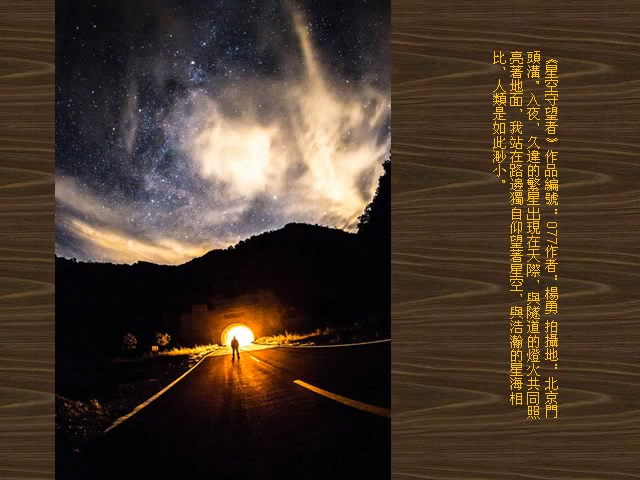 《星空守望者》作品編號：077作者：楊勇 拍攝地：北京門
頭溝。入夜，久違的繁星出現在天際，與隧道的燈火共同照
亮著地面，我站在路邊獨自仰望著星空，與浩瀚的星海相
比，人類是如此渺小。